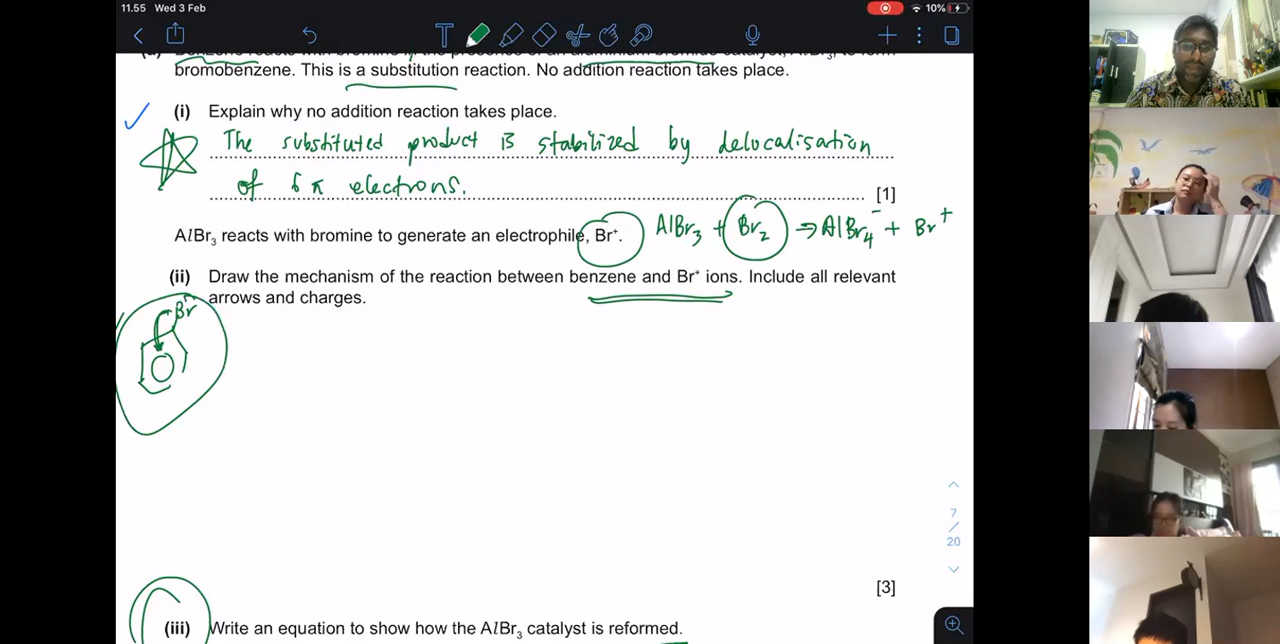 11.55 Wed 3 Feb
10%
bromobenzene. This is a substitution reaction. No addition reaction takes place.
(i) Explain why no addition reaction takes place.
The substituted product is stabilized by delocalisation
of 6 π electrons.
[1]
AlBr₃ reacts with bromine to generate an electrophile, Br⁺.
AlBr₃ + Br₂ ⇒ AlBr₄⁻ + Br⁺
(ii) Draw the mechanism of the reaction between benzene and Br⁺ ions. Include all relevant
arrows and charges.
Br
7
/
20
[3]
(iii) Write an equation to show how the AlBr₃ catalyst is reformed.